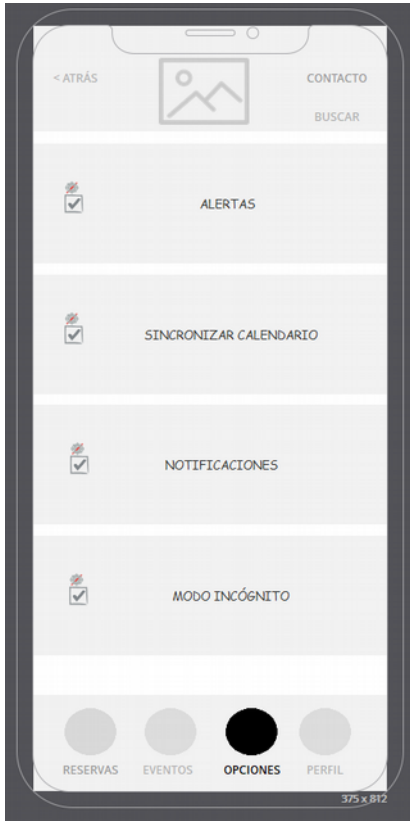 < ATRÁS
CONTACTO
BUSCAR
ALERTAS
SINCRONIZAR CALENDARIO
NOTIFICACIONES
MODO INCÓGNITO
RESERVAS
EVENTOS
OPCIONES
PERFIL
375 x 812